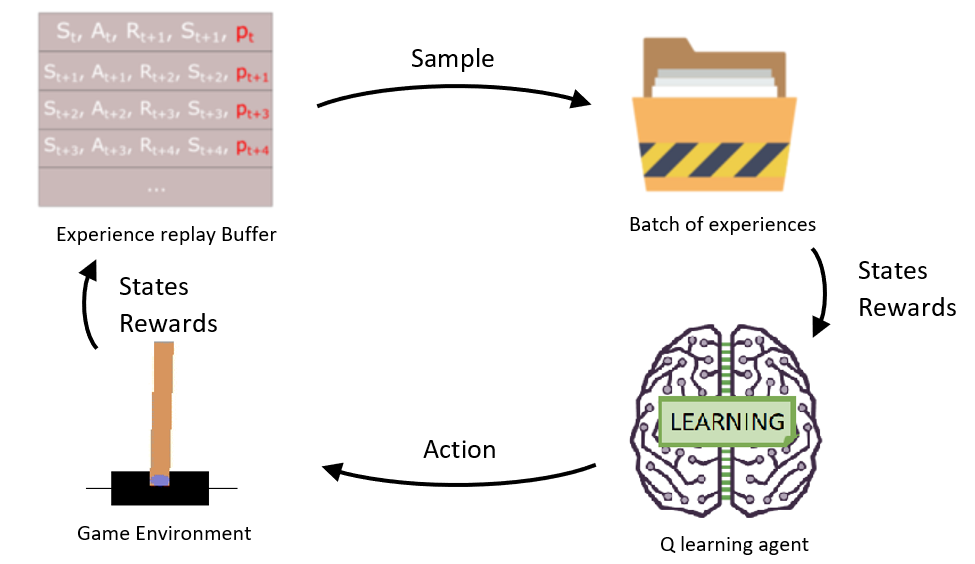 Sₜ, Aₜ, Rₜ₊₁, Sₜ₊₁, pₜ
Sₜ₊₁, Aₜ₊₁, Rₜ₊₂, Sₜ₊₂, pₜ₊₁
Sₜ₊₂, Aₜ₊₂, Rₜ₊₃, Sₜ₊₃, pₜ₊₃
Sₜ₊₃, Aₜ₊₃, Rₜ₊₄, Sₜ₊₄, pₜ₊₄
...
Experience replay Buffer
Sample
Batch of experiences
States
Rewards
States
Rewards
LEARNING
Action
Game Environment
Q learning agent